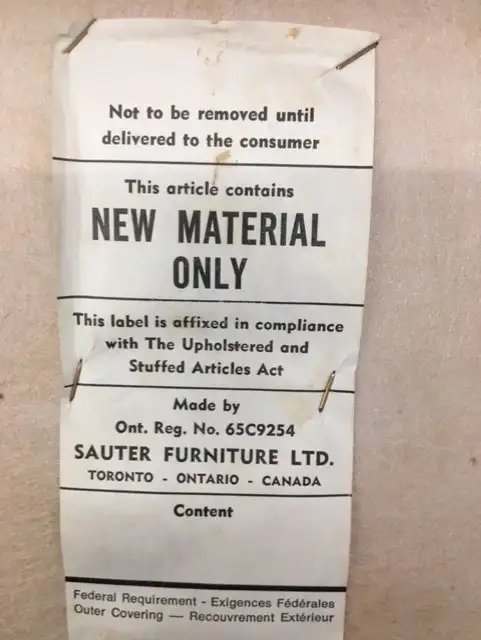 Not to be removed until
delivered to the consumer
This article contains
NEW MATERIAL
ONLY
This label is affixed in compliance
with The Upholstered and
Stuffed Articles Act
Made by
Ont. Reg. No. 65C9254
SAUTER FURNITURE LTD.
TORONTO - ONTARIO - CANADA
Content
Federal Requirement - Exigences Fédérales
Outer Covering — Recouvrement Extérieur